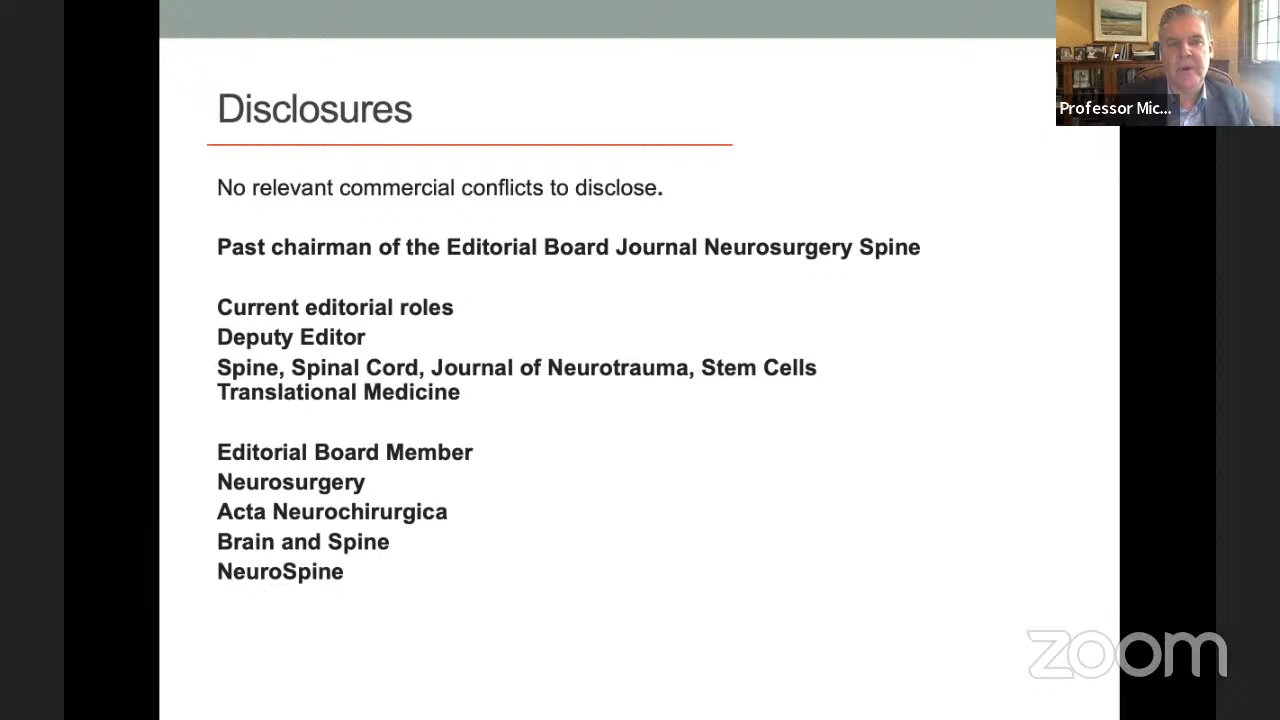 Disclosures
Professor Mic...
No relevant commercial conflicts to disclose.
Past chairman of the Editorial Board Journal Neurosurgery Spine
Current editorial roles
Deputy Editor
Spine, Spinal Cord, Journal of Neurotrauma, Stem Cells
Translational Medicine
Editorial Board Member
Neurosurgery
Acta Neurochirurgica
Brain and Spine
NeuroSpine
zoom